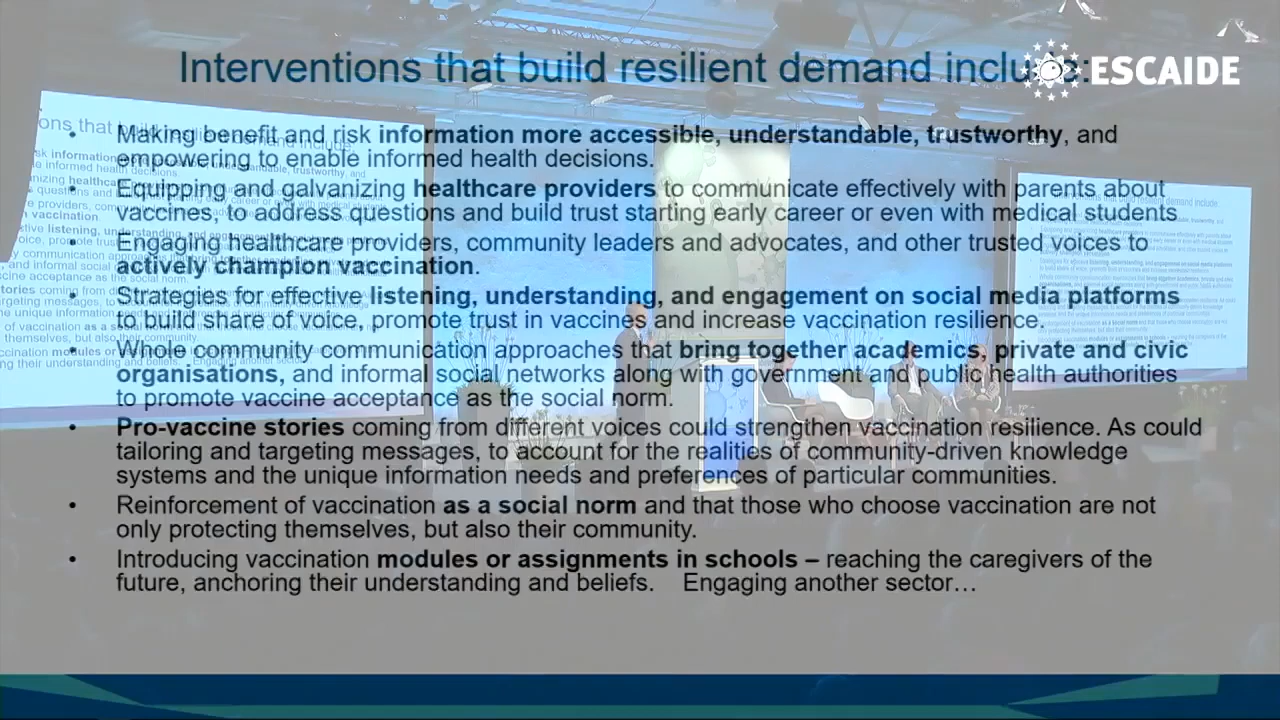 Interventions that build resilient demand include:
ESCAIDE
• Making benefit and risk information more accessible, understandable, trustworthy, and
empowering to enable informed health decisions.
• Equipping and galvanizing healthcare providers to communicate effectively with parents about
vaccines, to address questions and build trust starting early career or even with medical students
• Engaging healthcare providers, community leaders and advocates, and other trusted voices to
actively champion vaccination.
• Strategies for effective listening, understanding, and engagement on social media platforms
to build share of voice, promote trust in vaccines and increase vaccination resilience.
• Whole community communication approaches that bring together academics, private and civic
organisations, and informal social networks along with government and public health authorities
to promote vaccine acceptance as the social norm.
• Pro-vaccine stories coming from different voices could strengthen vaccination resilience. As could
tailoring and targeting messages, to account for the realities of community-driven knowledge
systems and the unique information needs and preferences of particular communities.
• Reinforcement of vaccination as a social norm and that those who choose vaccination are not
only protecting themselves, but also their community.
• Introducing vaccination modules or assignments in schools – reaching the caregivers of the
future, anchoring their understanding and beliefs. Engaging another sector…